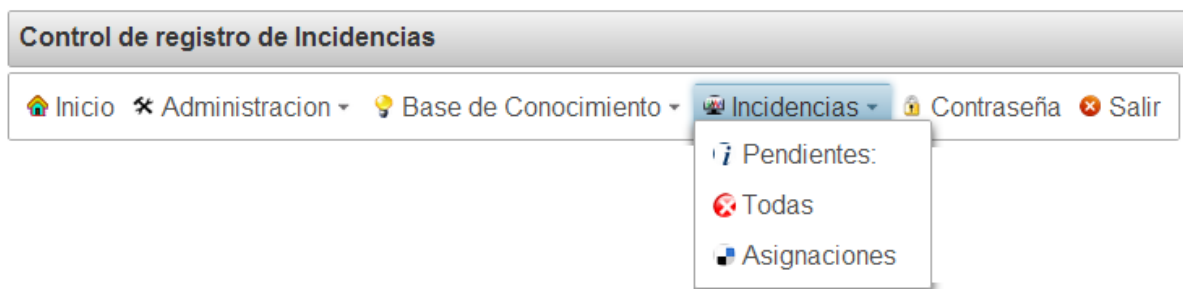 Control de registro de Incidencias
Inicio Administracion Base de Conocimiento Incidencias Contraseña Salir
Pendientes:
Todas
Asignaciones